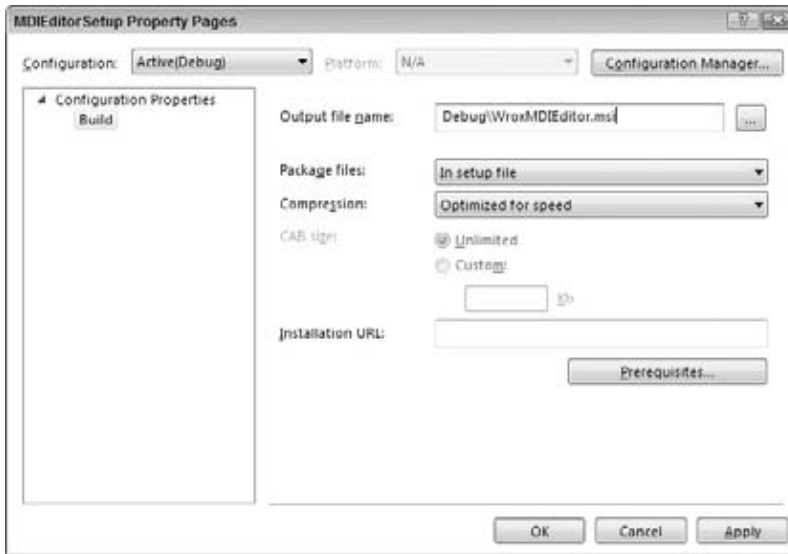 MDIEditorSetup Property Pages
Configuration: Active(Debug) Platform: N/A Configuration Manager...
Configuration Properties
Build
Output file name: Debug\WroxMDIEditor.msi ...
Package files: In setup file
Compression: Optimized for speed
CAB size: Unlimited
Custom:
Kb
Installation URL:
Prerequisites...
OK Cancel Apply